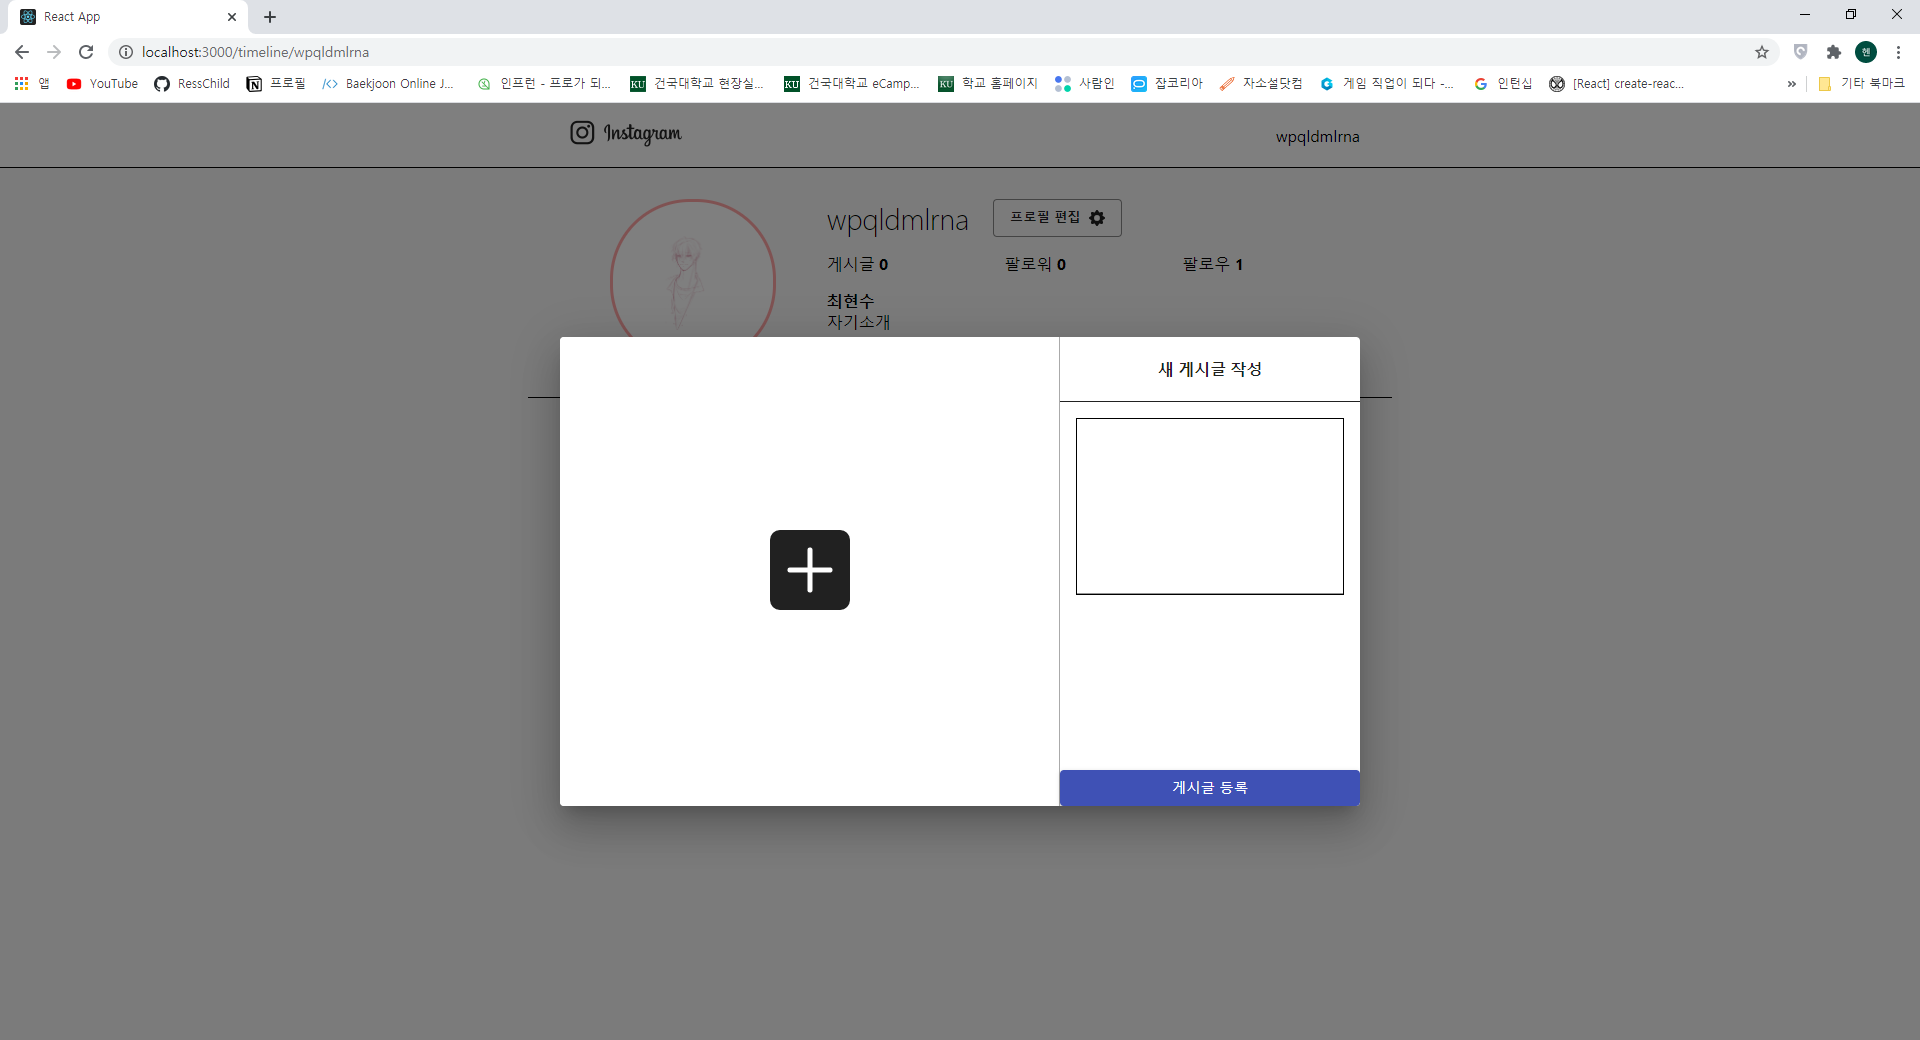 React App
localhost:3000/timeline/wpqldmlrna
헨
앱 YouTube RessChild 프로필 Baekjoon Online J... 인프런 - 프로가 되... KU 건국대학교 현장실... KU 건국대학교 eCamp... KU 학교 홈페이지 사람인 잡코리아 자소설닷컴 게임 직업이 되다 -... 인턴십 [React] create-reac... » 기타 북마크
Instagram wpqldmlrna
wpqldmlrna 프로필 편집
게시글 0 팔로워 0 팔로우 1
최현수
자기소개
새 게시글 작성
게시글 등록